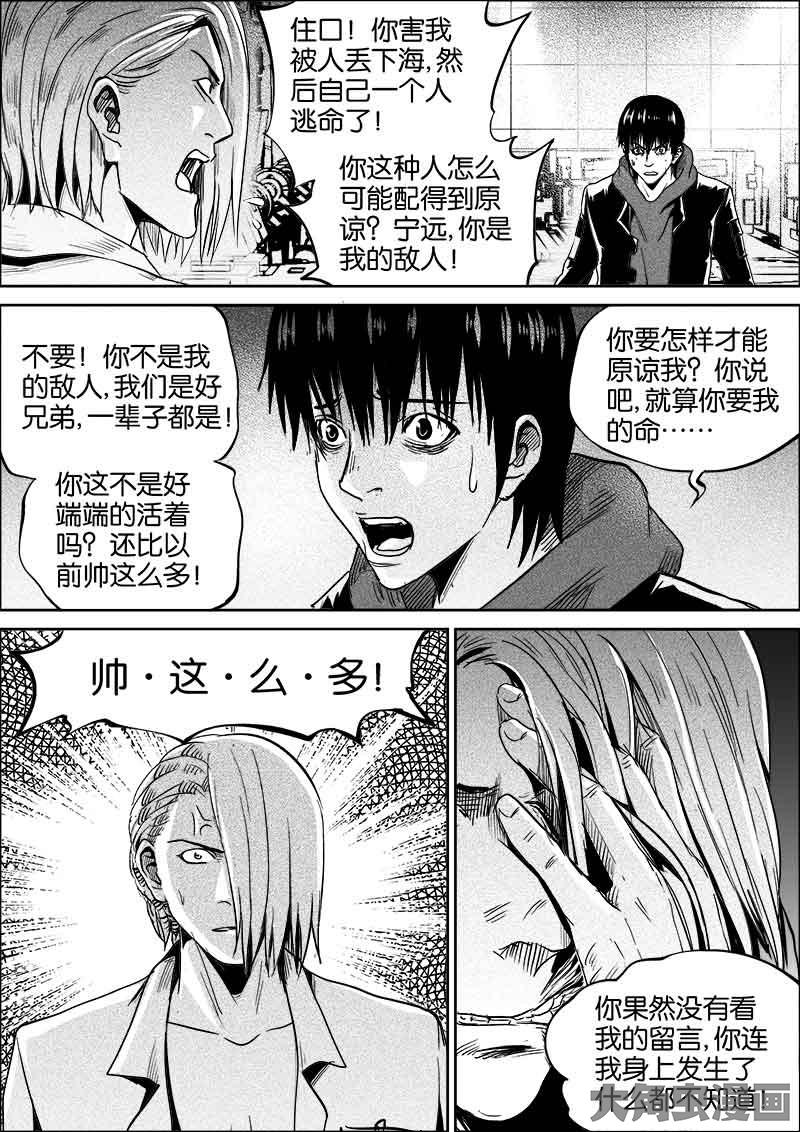 住口！你害我
被人丢下海,然
后自己一个人
逃命了！
你这种人怎么
可能配得到原
谅？宁远,你是
我的敌人！
不要！你不是我
的敌人,我们是好
兄弟,一辈子都是！
你这不是好
端端的活着
吗？还比以
前帅这么多！
你要怎样才能
原谅我？你说
吧,就算你要我
的命……
帅·这·么·多！
你果然没有看
我的留言,你连
我身上发生了
什么都不知道！
大角虫漫画